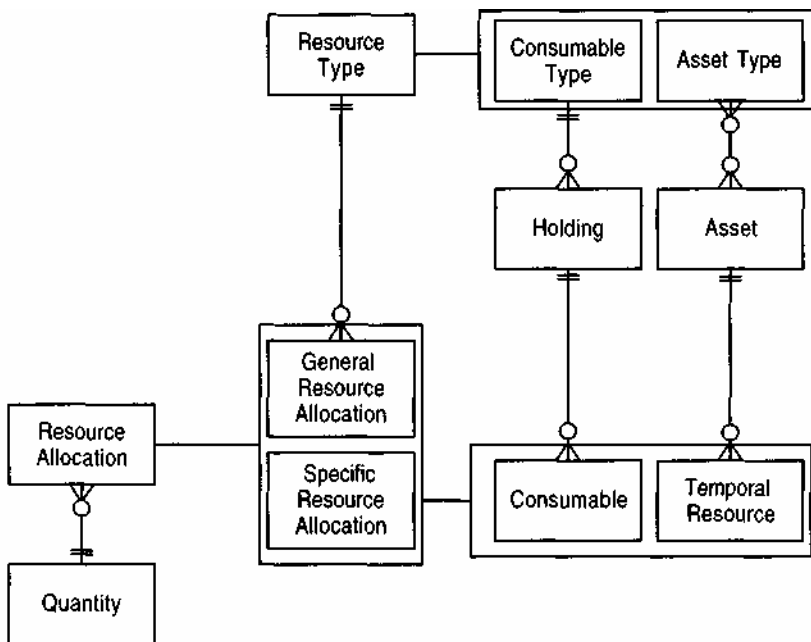 Resource
Type
Consumable
Type
Asset Type
Holding
Asset
General
Resource
Allocation
Resource
Allocation
Specific
Resource
Allocation
Consumable
Temporal
Resource
Quantity